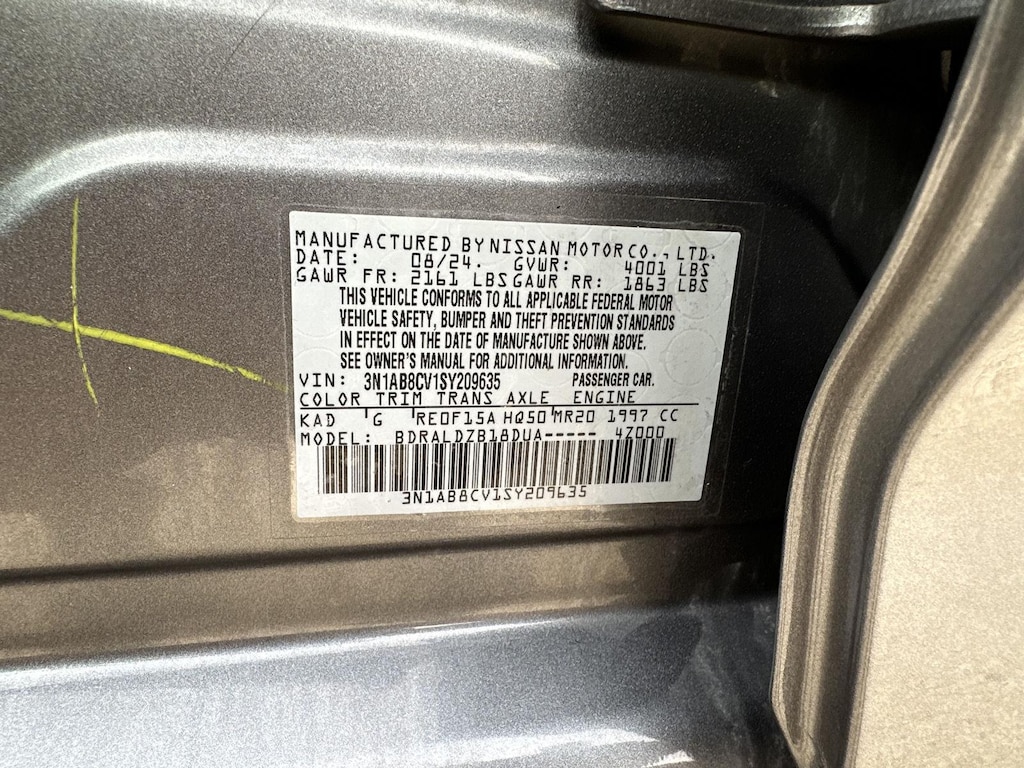 MANUFACTURED BY NISSAN MOTOR CO., LTD.
DATE: 08/24. GVWR: 4001 LBS
GAWR FR: 2161 LBS GAWR RR: 1863 LBS
THIS VEHICLE CONFORMS TO ALL APPLICABLE FEDERAL MOTOR
VEHICLE SAFETY, BUMPER AND THEFT PREVENTION STANDARDS
IN EFFECT ON THE DATE OF MANUFACTURE SHOWN ABOVE.
SEE OWNER'S MANUAL FOR ADDITIONAL INFORMATION.
VIN: 3N1AB8CV1SY209635 PASSENGER CAR.
COLOR TRIM TRANS AXLE ENGINE
KAD G RE0F15A HQ50 MR20 1997 CC
MODEL: BDRALDZB18DUA----- 4Z000
3N1AB8CV1SY209635